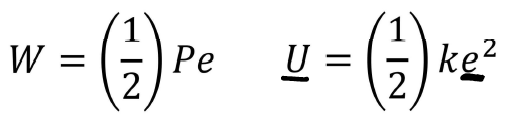 W = (1/2) Pe U = (1/2) ke²